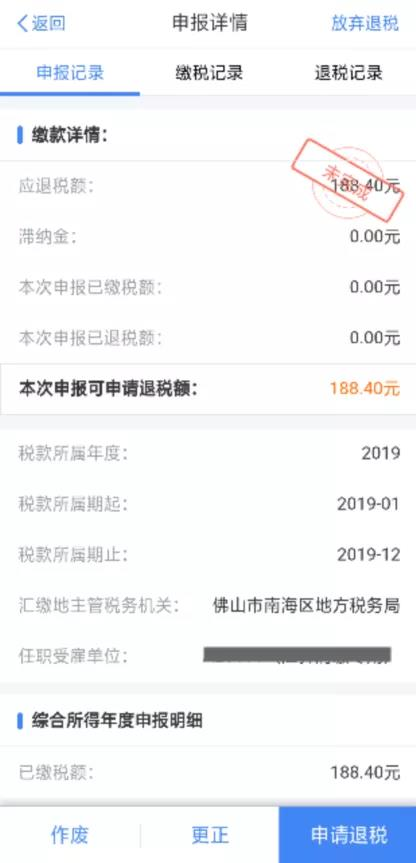 返回 申报详情 放弃退税
申报记录 缴税记录 退税记录
缴款详情：
应退税额： 188.40元
未完成
滞纳金： 0.00元
本次申报已缴税额： 0.00元
本次申报已退税额： 0.00元
本次申报可申请退税额： 188.40元
税款所属年度： 2019
税款所属期起： 2019-01
税款所属期止： 2019-12
汇缴地主管税务机关： 佛山市南海区地方税务局
任职受雇单位：
综合所得年度申报明细
已缴税额： 188.40元
作废 更正 申请退税